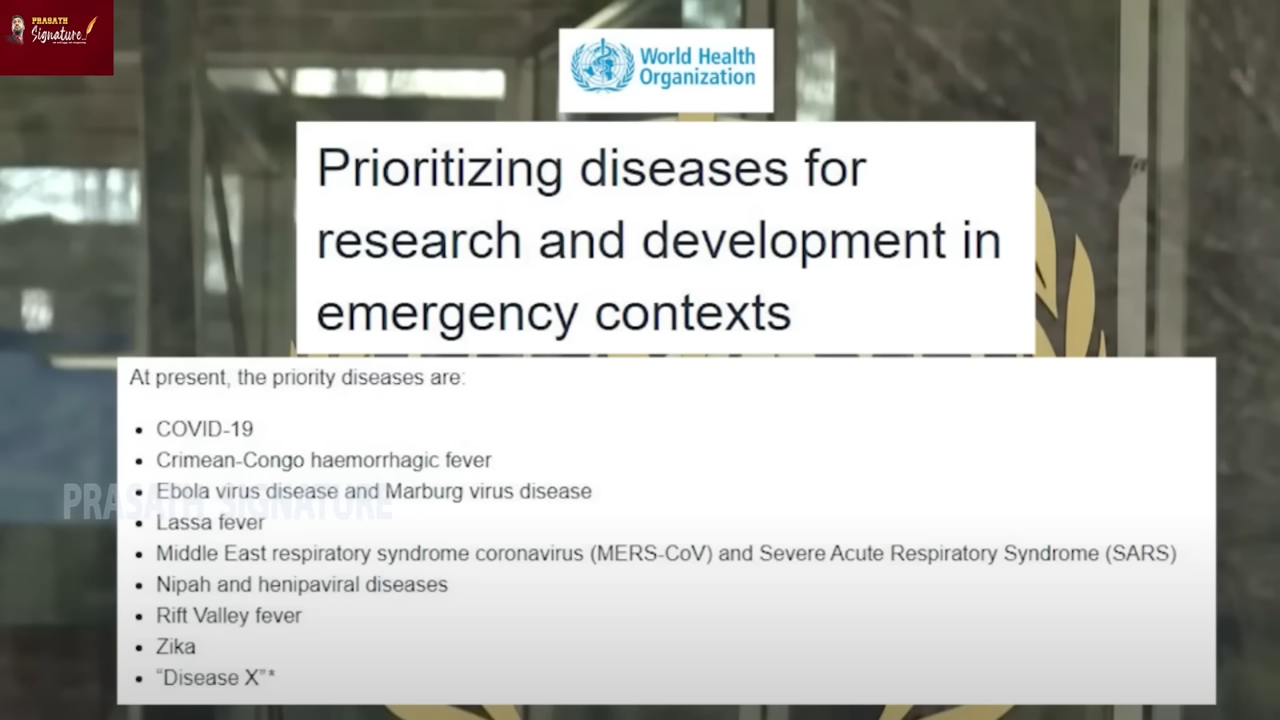 PRASATH
Signature
World Health
Organization
Prioritizing diseases for
research and development in
emergency contexts
At present, the priority diseases are:
• COVID-19
• Crimean-Congo haemorrhagic fever
• Ebola virus disease and Marburg virus disease
• Lassa fever
• Middle East respiratory syndrome coronavirus (MERS-CoV) and Severe Acute Respiratory Syndrome (SARS)
• Nipah and henipaviral diseases
• Rift Valley fever
• Zika
• “Disease X”*
PRASATH SIGNATURE